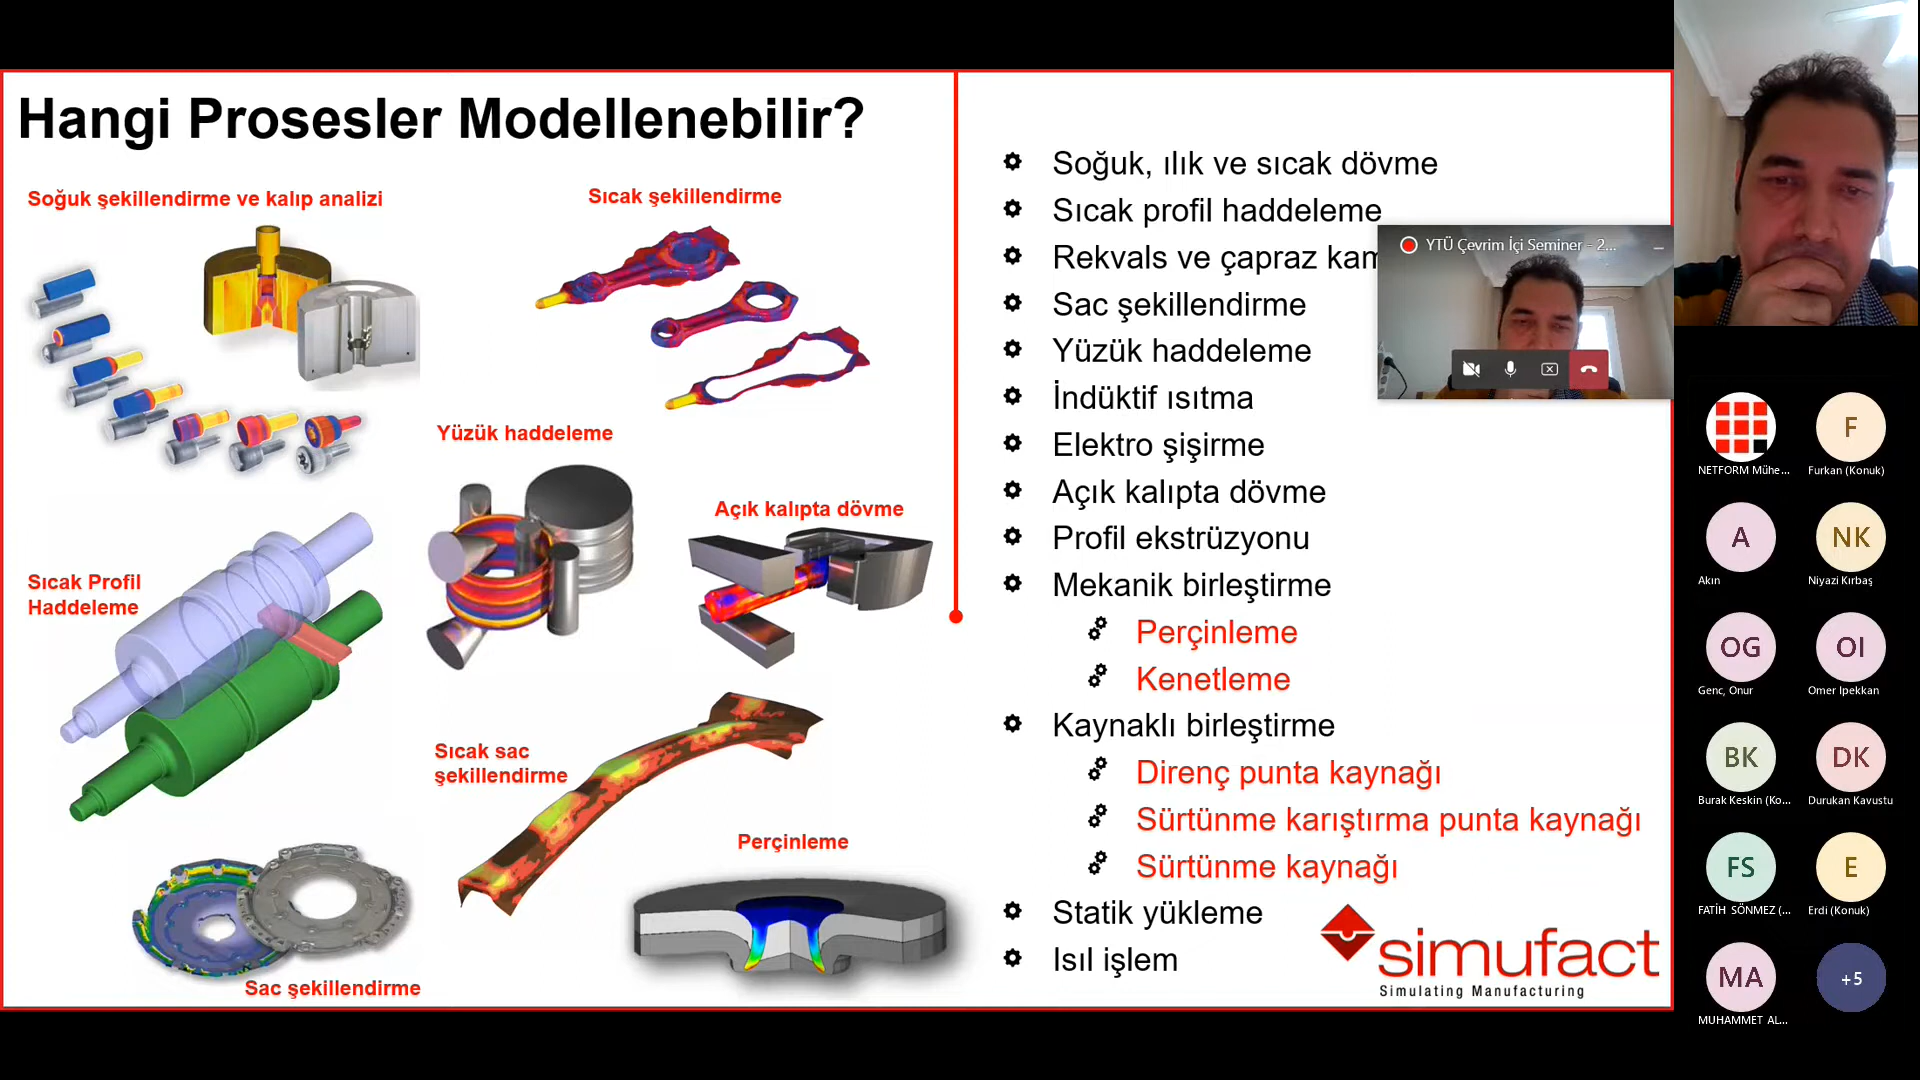 Hangi Prosesler Modellenebilir?
Soğuk şekillendirme ve kalıp analizi
Sıcak şekillendirme
Yüzük haddeleme
Açık kalıpta dövme
Sıcak Profil
Haddeleme
Sıcak sac
şekillendirme
Perçinleme
Sac şekillendirme
Soğuk, ılık ve sıcak dövme
Sıcak profil haddeleme
Rekvals ve çapraz kam
Sac şekillendirme
Yüzük haddeleme
İndüktif ısıtma
Elektro şişirme
Açık kalıpta dövme
Profil ekstrüzyonu
Mekanik birleştirme
Perçinleme
Kenetleme
Kaynaklı birleştirme
Direnç punta kaynağı
Sürtünme karıştırma punta kaynağı
Sürtünme kaynağı
Statik yükleme
Isıl işlem
simufact
Simulating Manufacturing
YTÜ Çevrim İçi Seminer - 2...
NETFORM Mühe...
F
Furkan (Konuk)
A
Akın
NK
Niyazi Kırbaş
OG
Genc, Onur
OI
Omer Ipekkan
BK
Burak Keskin (Ko...
DK
Durukan Kavustu
FS
FATİH SÖNMEZ (...
E
Erdi (Konuk)
MA
MUHAMMET AL...
+5